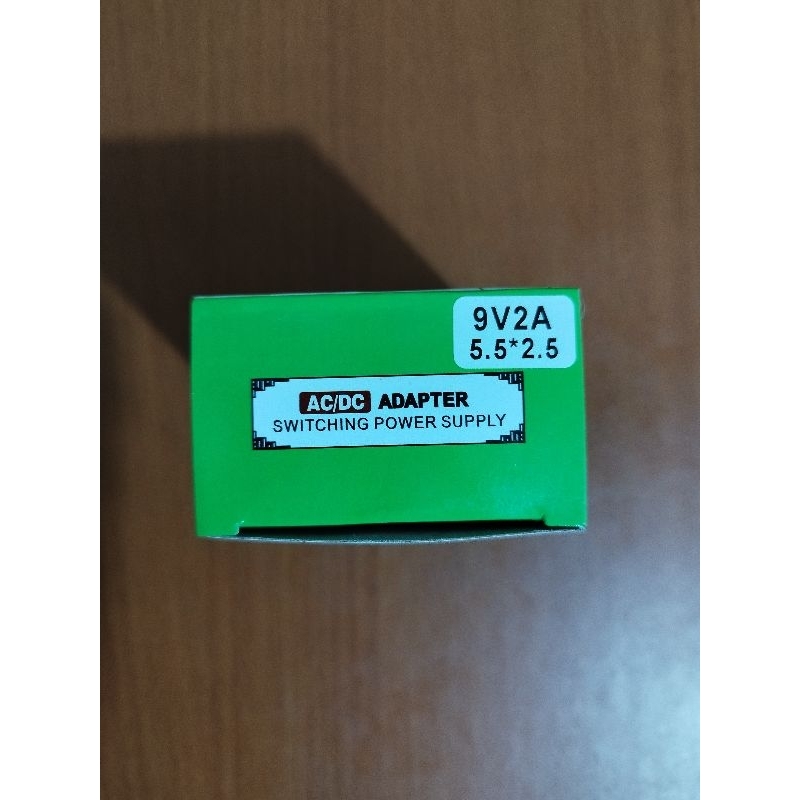 9V2A
5.5*2.5
AC/DC ADAPTER
SWITCHING POWER SUPPLY